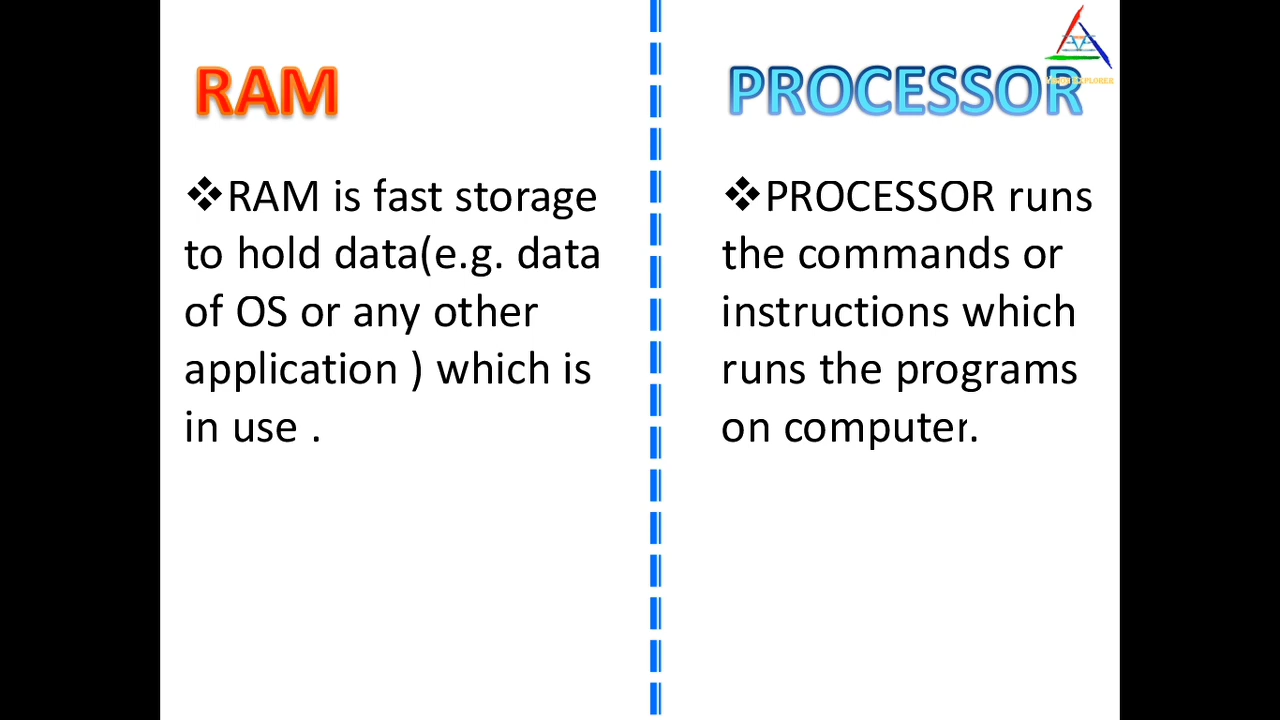 RAM
❖RAM is fast storage
to hold data(e.g. data
of OS or any other
application ) which is
in use .
PROCESSOR
❖PROCESSOR runs
the commands or
instructions which
runs the programs
on computer.
EXPLORER